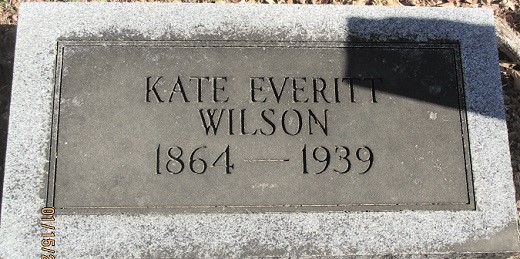 KATE EVERITT
WILSON
1864 — 1939